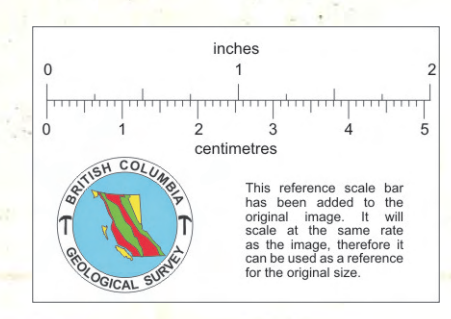 inches
0 1 2
0 1 2 3 4 5
centimetres
BRITISH COLUMBIA
GEOLOGICAL SURVEY
This reference scale bar
has been added to the
original image. It will
scale at the same rate
as the image, therefore it
can be used as a reference
for the original size.